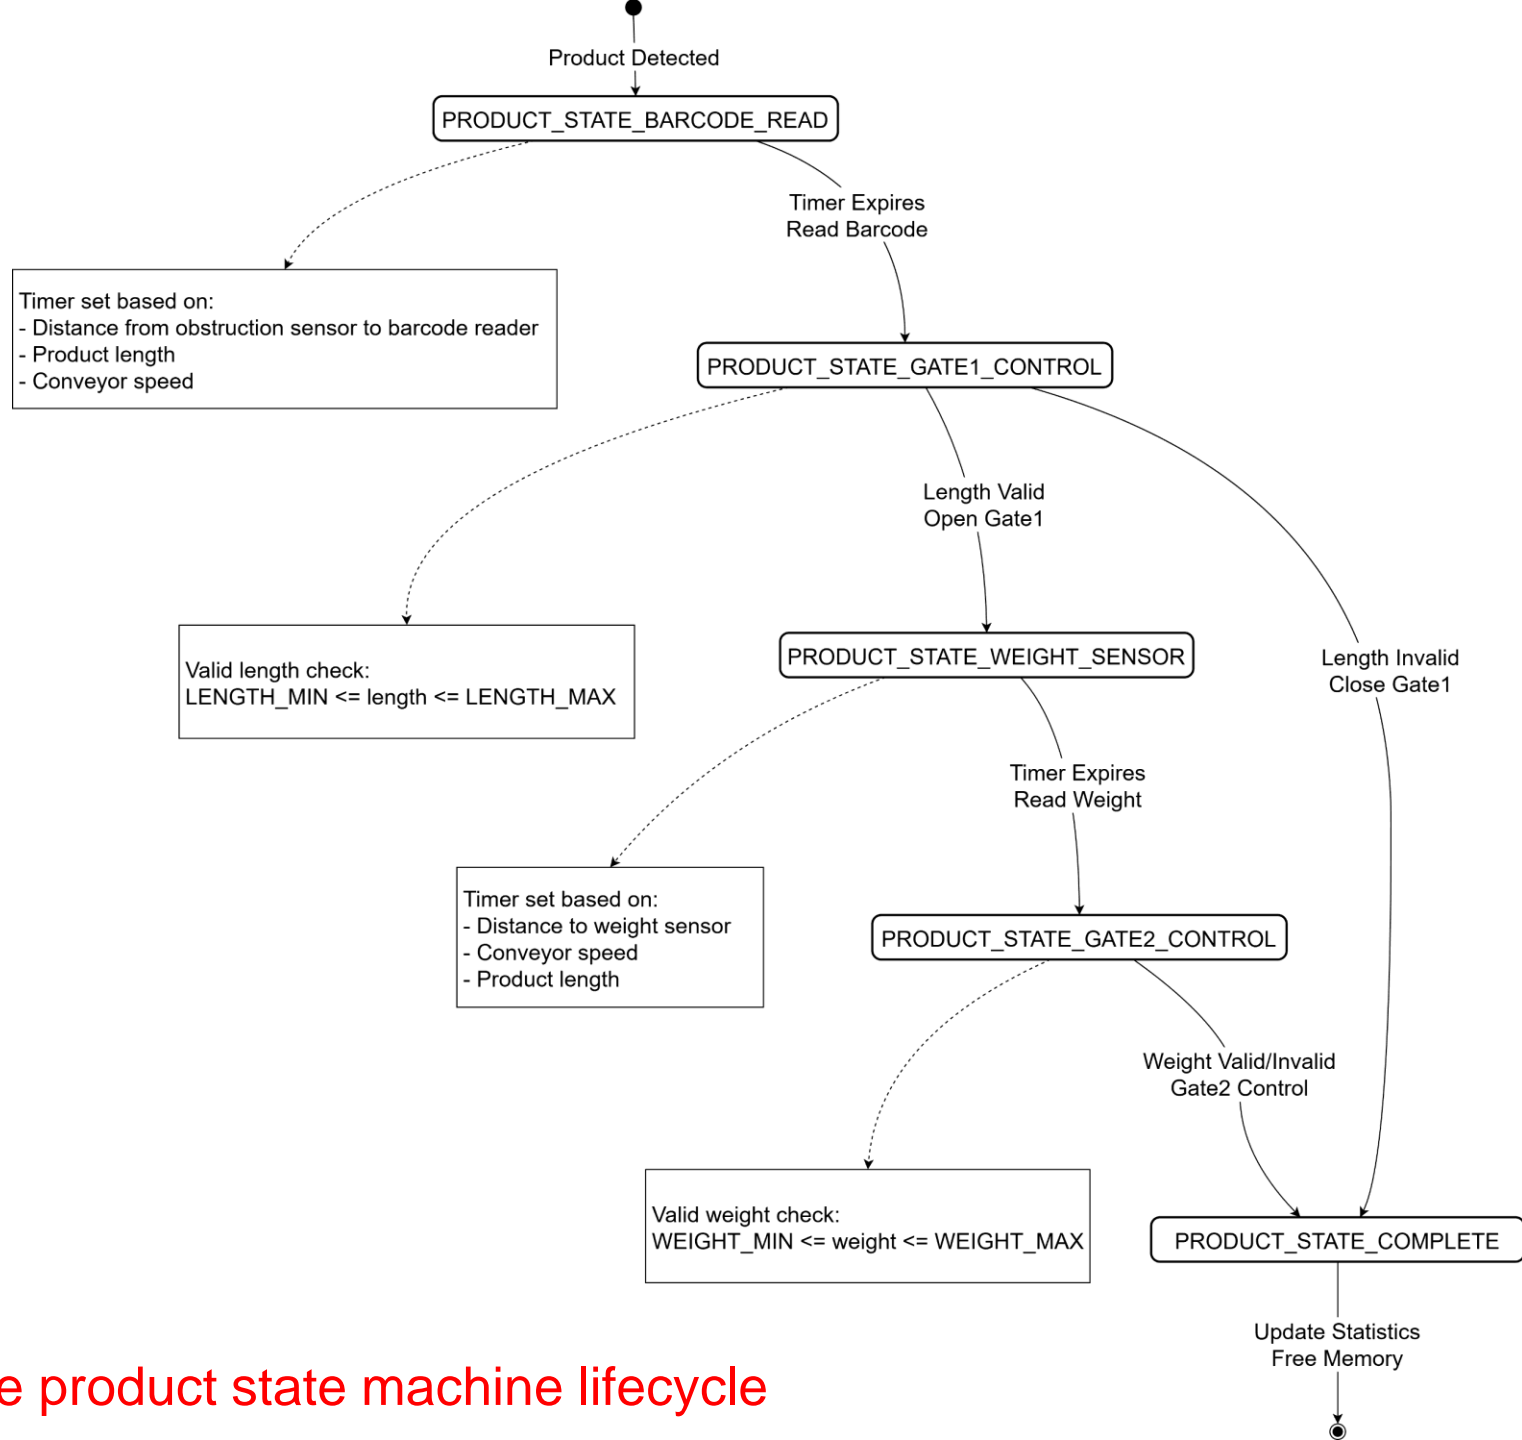 Product Detected
PRODUCT_STATE_BARCODE_READ
Timer Expires
Read Barcode
Timer set based on:
- Distance from obstruction sensor to barcode reader
- Product length
- Conveyor speed
PRODUCT_STATE_GATE1_CONTROL
Length Valid
Open Gate1
Valid length check:
LENGTH_MIN <= length <= LENGTH_MAX
PRODUCT_STATE_WEIGHT_SENSOR
Length Invalid
Close Gate1
Timer Expires
Read Weight
Timer set based on:
- Distance to weight sensor
- Conveyor speed
- Product length
PRODUCT_STATE_GATE2_CONTROL
Weight Valid/Invalid
Gate2 Control
Valid weight check:
WEIGHT_MIN <= weight <= WEIGHT_MAX
PRODUCT_STATE_COMPLETE
Update Statistics
Free Memory
e product state machine lifecycle